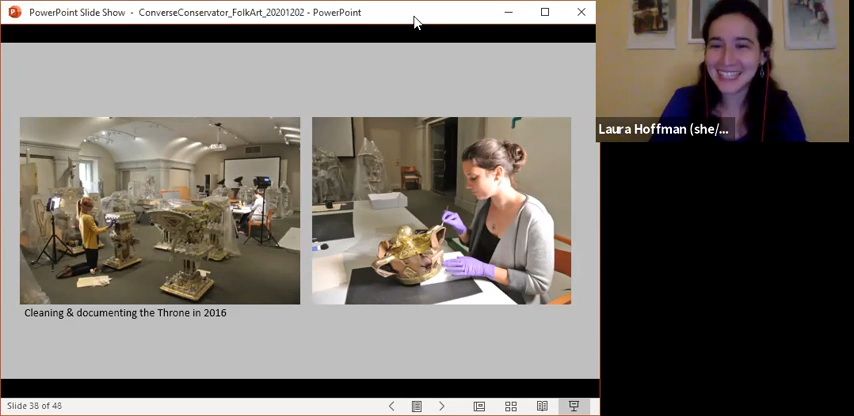 PowerPoint Slide Show - ConverseConservator_FolkArt_20201202 - PowerPoint
Laura Hoffman (she/...
Cleaning & documenting the Throne in 2016
Slide 38 of 48